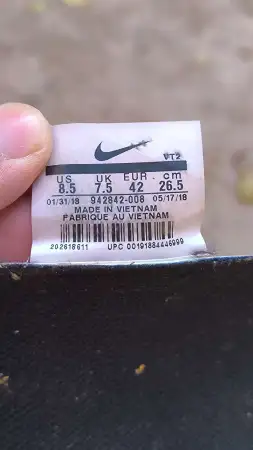 VT2
US UK EUR. cm
8.5 7.5 42 26.5
01/31/18 942842-008 05/17/18
MADE IN VIETNAM
FABRIQUE AU VIETNAM
202618611 UPC 00191884446999